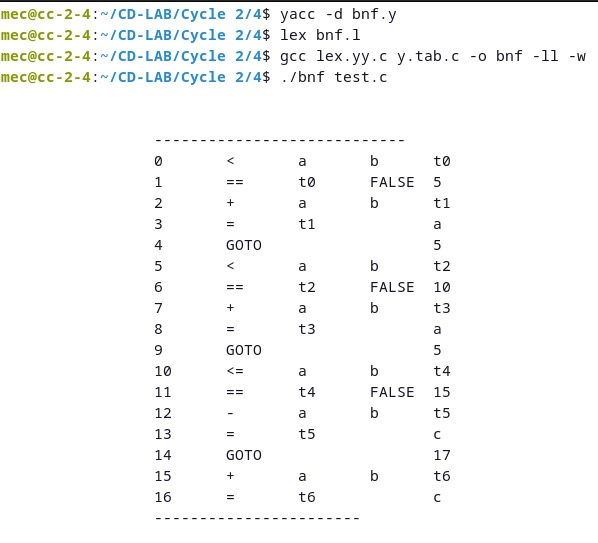 mec@cc-2-4:~/CD-LAB/Cycle 2/4$ yacc -d bnf.y
mec@cc-2-4:~/CD-LAB/Cycle 2/4$ lex bnf.l
mec@cc-2-4:~/CD-LAB/Cycle 2/4$ gcc lex.yy.c y.tab.c -o bnf -ll -w
mec@cc-2-4:~/CD-LAB/Cycle 2/4$ ./bnf test.c
----------------------------
0 < a b t0
1 == t0 FALSE 5
2 + a b t1
3 = t1 a
4 GOTO 5
5 < a b t2
6 == t2 FALSE 10
7 + a b t3
8 = t3 a
9 GOTO 5
10 <= a b t4
11 == t4 FALSE 15
12 - a b t5
13 = t5 c
14 GOTO 17
15 + a b t6
16 = t6 c
-----------------------